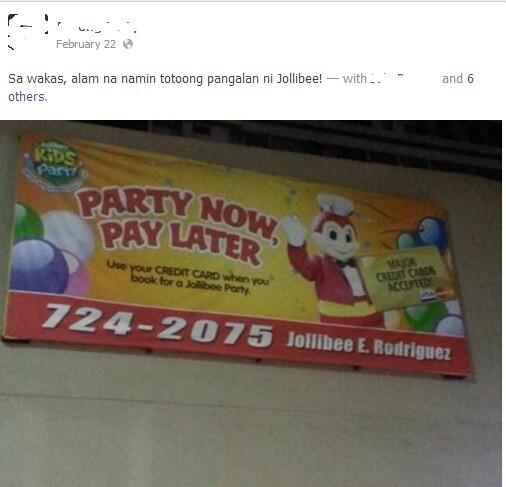 February 22
Sa wakas, alam na namin totoong pangalan ni Jollibee! — with and 6
others.
Jollibee
KiDS
Party
PARTY NOW,
PAY LATER
Use your CREDIT CARD when you
book for a Jollibee Party.
MAJOR
CREDIT CARDS
ACCEPTED!
VISA
724-2075 Jollibee E. Rodriguez